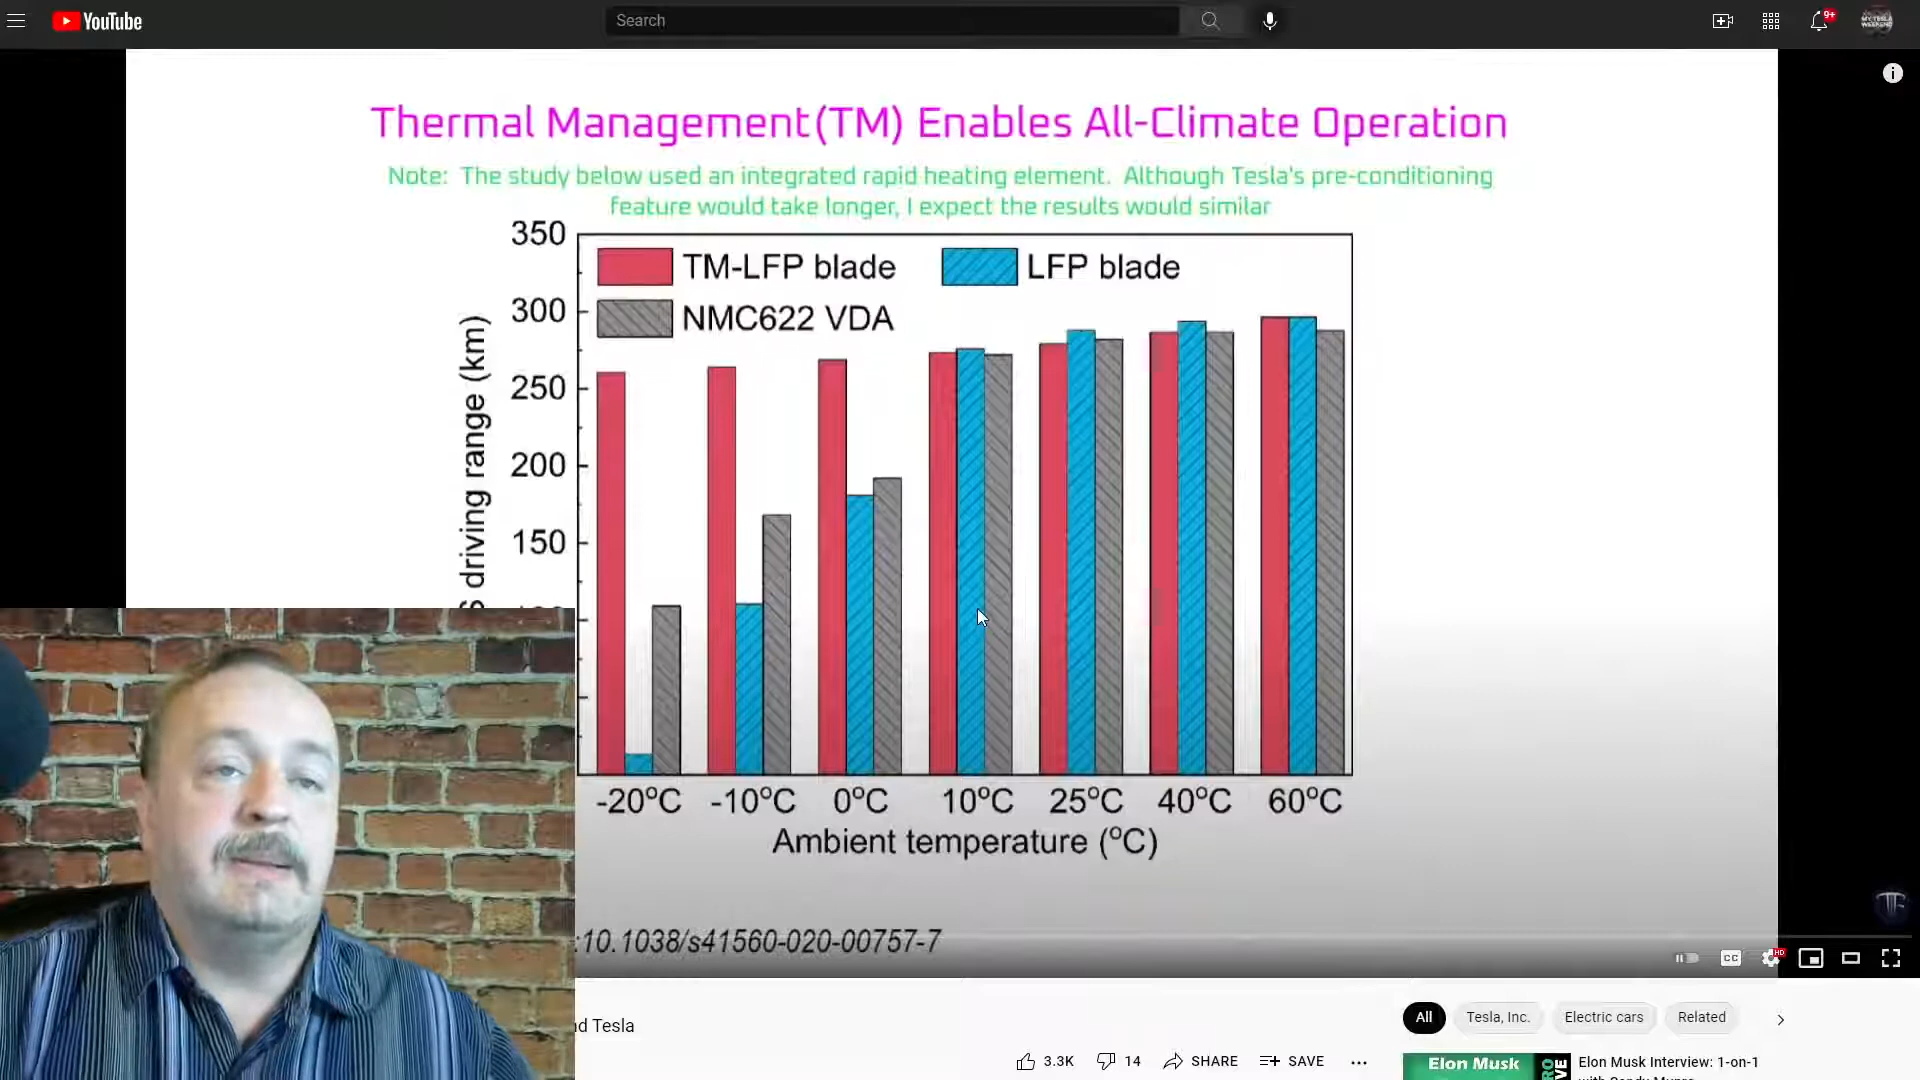 YouTube
Search
9+
Thermal Management(TM) Enables All-Climate Operation
Note: The study below used an integrated rapid heating element. Although Tesla's pre-conditioning
feature would take longer, I expect the results would similar
350
TM-LFP blade
LFP blade
300
NMC622 VDA
250
200
150
driving range (km)
-20°C
-10°C
0°C
10°C
25°C
40°C
60°C
Ambient temperature (°C)
:10.1038/s41560-020-00757-7
CC
HD
Tesla
All
Tesla, Inc.
Electric cars
Related
3.3K
14
SHARE
SAVE
Elon Musk
Elon Musk Interview: 1-on-1